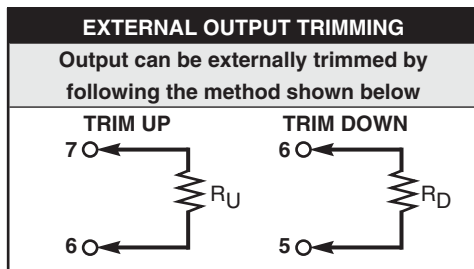 EXTERNAL OUTPUT TRIMMING
Output can be externally trimmed by
following the method shown below
TRIM UP TRIM DOWN
7 6
RU RD
6 5